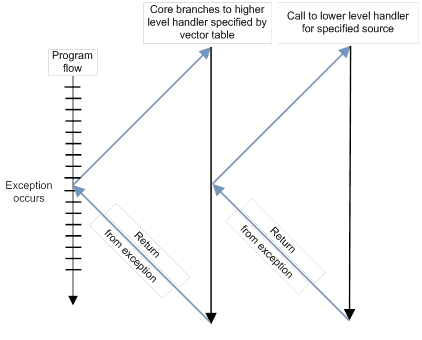 Core branches to higher
level handler specified by
vector table
Call to lower level handler
for specified source
Program
flow
Exception
occurs
Return
from exception
Return
from exception